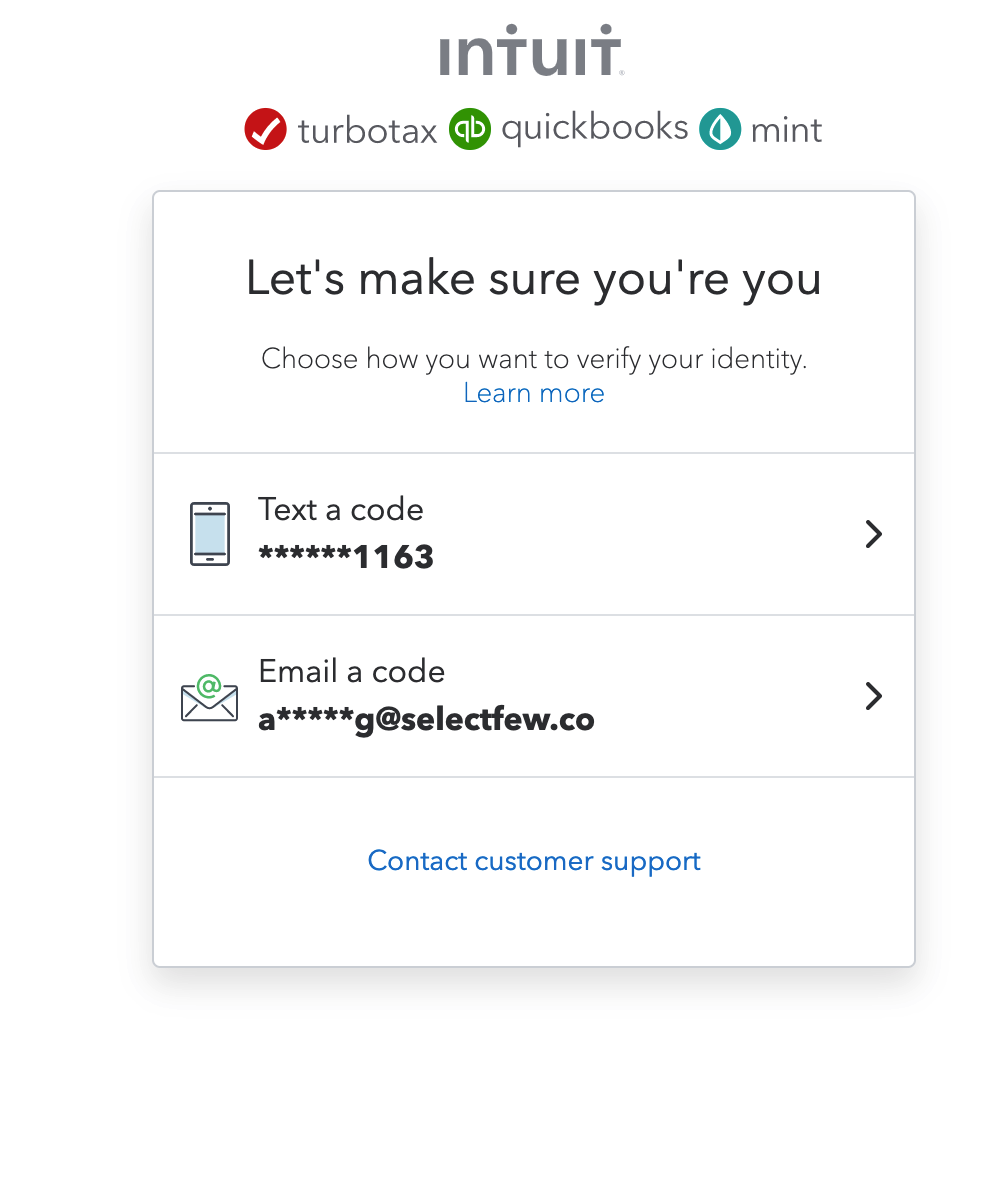 intuit®
turbotax qb quickbooks mint
Let's make sure you're you
Choose how you want to verify your identity.
Learn more
Text a code
******1163
@
Email a code
a*****g@selectfew.co
Contact customer support